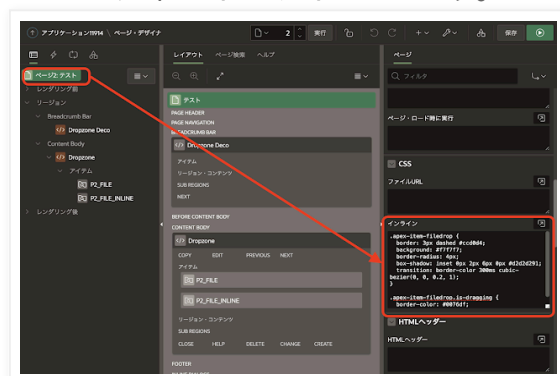 アプリケーション11914 \ ページ・デザイナ
2
実行
保存
レイアウト
ページ検索
ヘルプ
ページ
ページ2: テスト
レンダリング前
リージョン
Breadcrumb Bar
Dropzone Deco
Content Body
Dropzone
アイテム
P2_FILE
P2_FILE_INLINE
レンダリング後
テスト
PAGE HEADER
PAGE NAVIGATION
BREADCRUMB BAR
Dropzone Deco
アイテム
リージョン・コンテンツ
SUB REGIONS
NEXT
BEFORE CONTENT BODY
CONTENT BODY
Dropzone
COPY
EDIT
PREVIOUS
NEXT
アイテム
P2_FILE
P2_FILE_INLINE
リージョン・コンテンツ
SUB REGIONS
CLOSE
HELP
DELETE
CHANGE
CREATE
FOOTER
フィルタ
ページ・ロード時に実行
CSS
ファイルURL
インライン
.apex-item-filedrop {
border: 3px dashed #ccd0d4;
background: #f7f7f7;
border-radius: 4px;
box-shadow: inset 0px 2px 6px 0px #d2d2d291;
transition: border-color 300ms cubic-
bezier(0, 0, 0.2, 1);
}
.apex-item-filedrop.is-dragging {
border-color: #0076df;
HTMLヘッダー
HTMLヘッダー